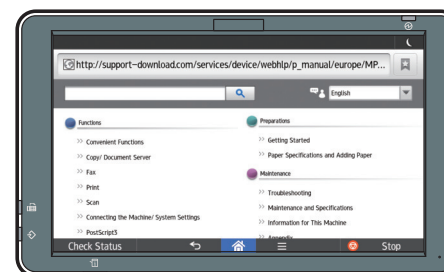 http://support-download.com/services/device/webhlp/p_manual/europe/MP...
English
Functions
>> Convenient Functions
>> Copy/ Document Server
>> Fax
>> Print
>> Scan
>> Connecting the Machine/ System Settings
>> PostScript3
Preparations
>> Getting Started
>> Paper Specifications and Adding Paper
Maintenance
>> Troubleshooting
>> Maintenance and Specifications
>> Information for This Machine
>> Appendix
Check Status
Stop